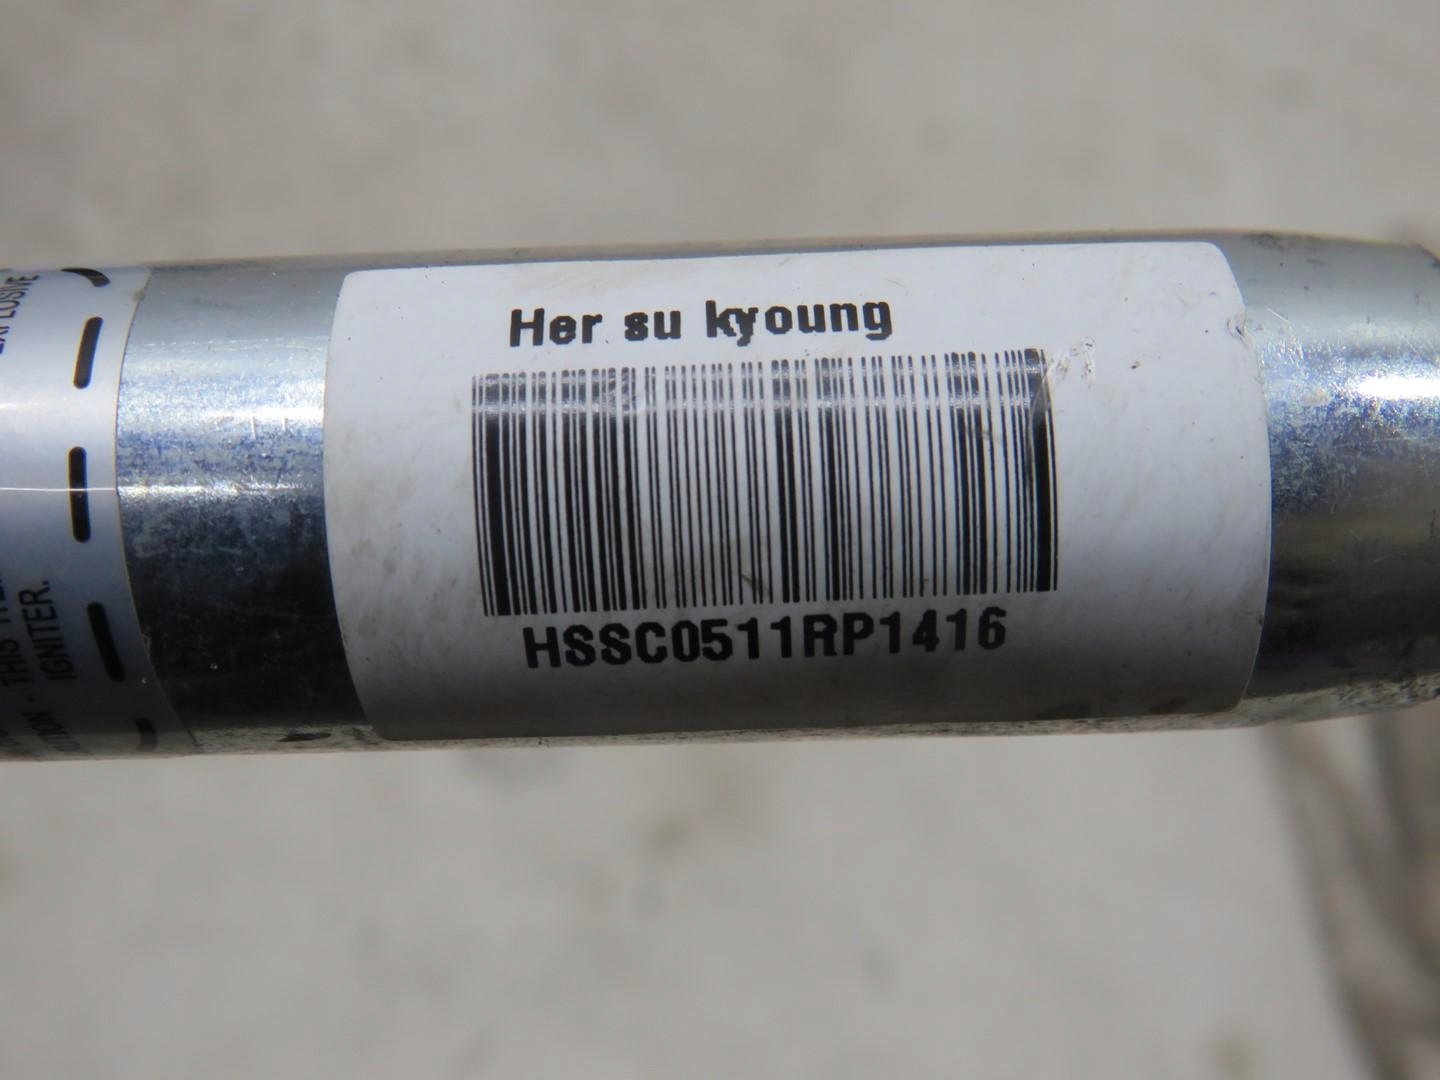 Her su kyoung
HSSC0511RP1416
THIS
IGNITER.